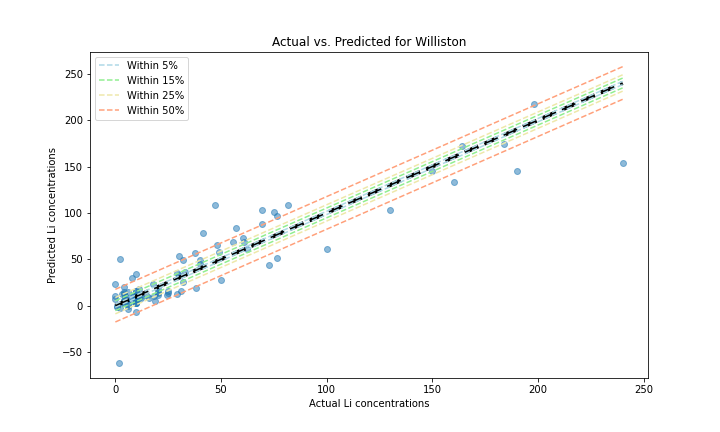 Actual vs. Predicted for Williston
Within 5%
Within 15%
Within 25%
Within 50%
250
200
150
100
50
0
−50
Predicted Li concentrations
0 50 100 150 200 250
Actual Li concentrations